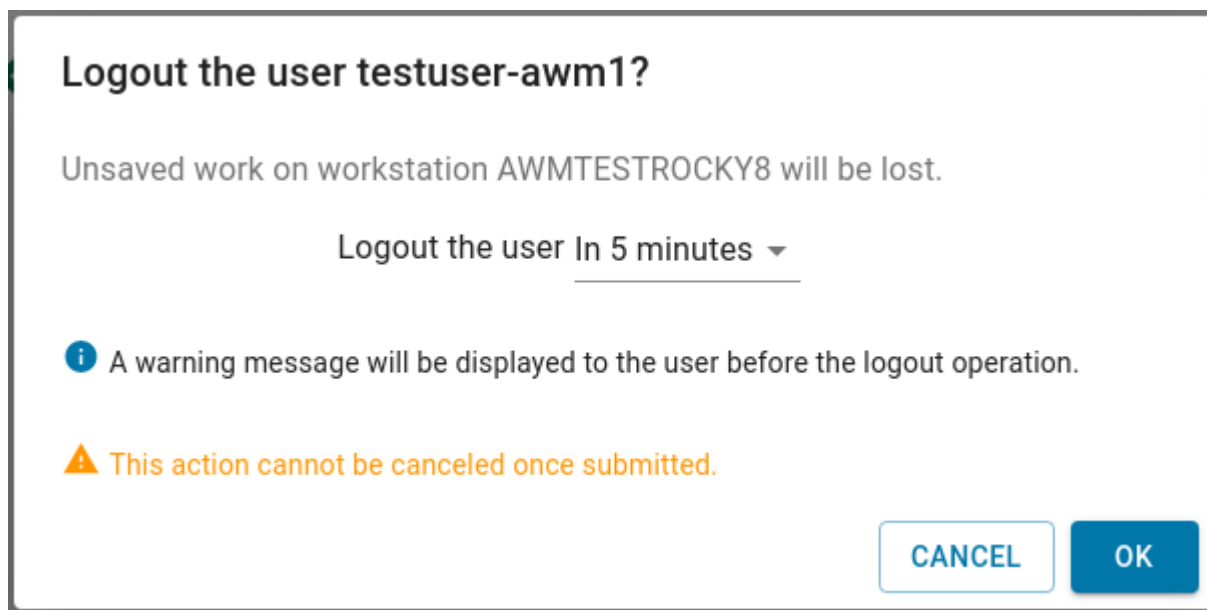 Logout the user testuser-awm1?
Unsaved work on workstation AWMTESTROCKY8 will be lost.
Logout the user In 5 minutes
A warning message will be displayed to the user before the logout operation.
This action cannot be canceled once submitted.
CANCEL OK